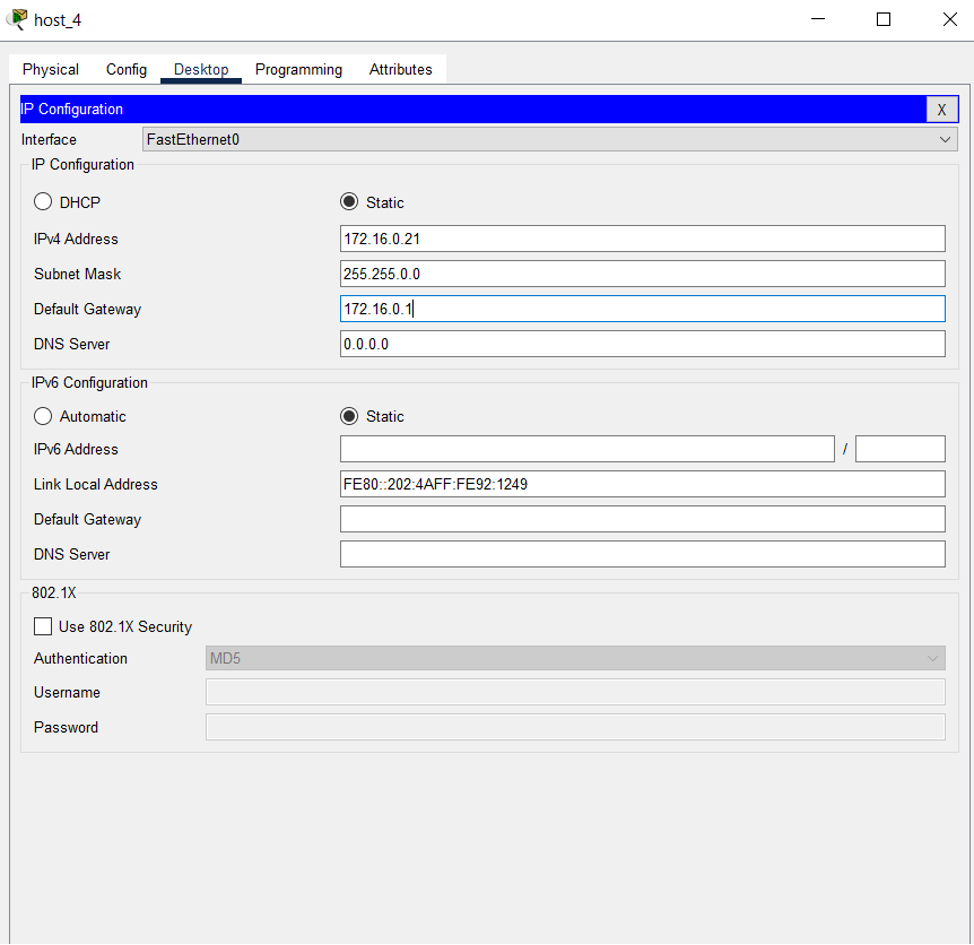 host_4
Physical Config Desktop Programming Attributes
IP Configuration X
Interface FastEthernet0
IP Configuration
DHCP Static
IPv4 Address 172.16.0.21
Subnet Mask 255.255.0.0
Default Gateway 172.16.0.1
DNS Server 0.0.0.0
IPv6 Configuration
Automatic Static
IPv6 Address /
Link Local Address FE80::202:4AFF:FE92:1249
Default Gateway
DNS Server
802.1X
Use 802.1X Security
Authentication MD5
Username
Password